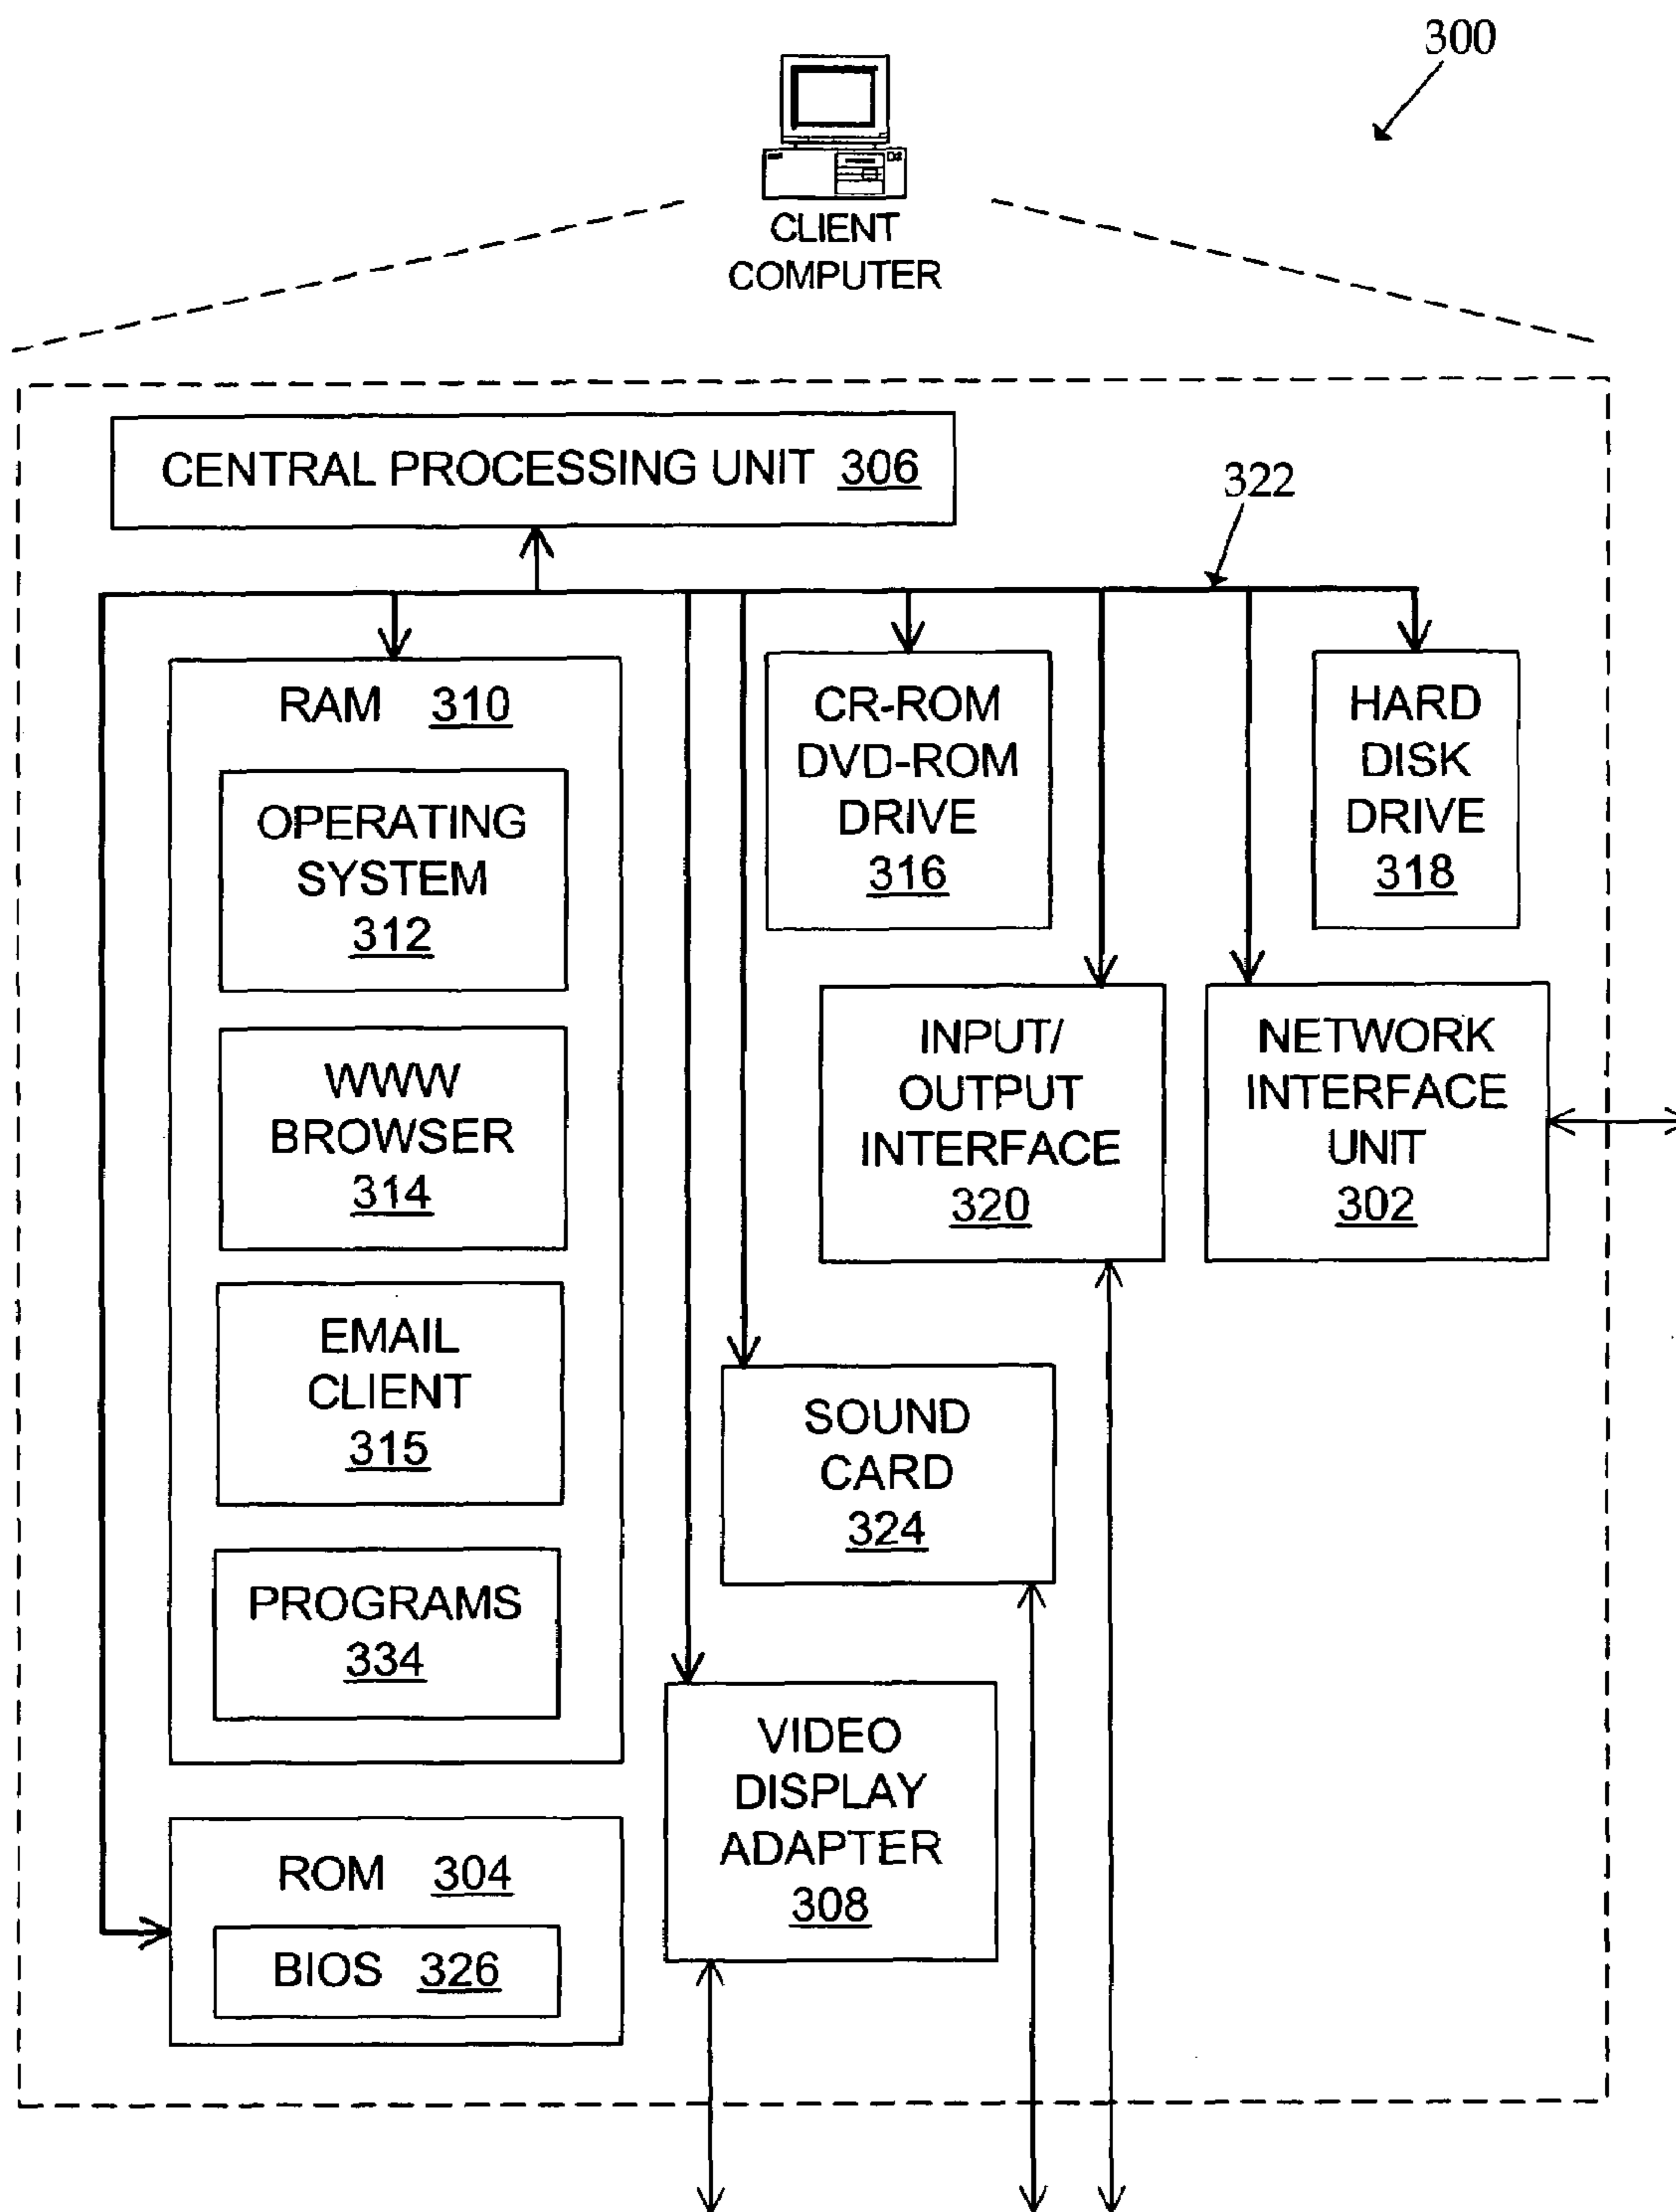 300
CLIENT
COMPUTER
CENTRAL PROCESSING UNIT 306
322
RAM 310
OPERATING
SYSTEM
312
WWW
BROWSER
314
EMAIL
CLIENT
315
PROGRAMS
334
ROM 304
BIOS 326
CR-ROM
DVD-ROM
DRIVE
316
HARD
DISK
DRIVE
318
INPUT/
OUTPUT
INTERFACE
320
NETWORK
INTERFACE
UNIT
302
SOUND
CARD
324
VIDEO
DISPLAY
ADAPTER
308